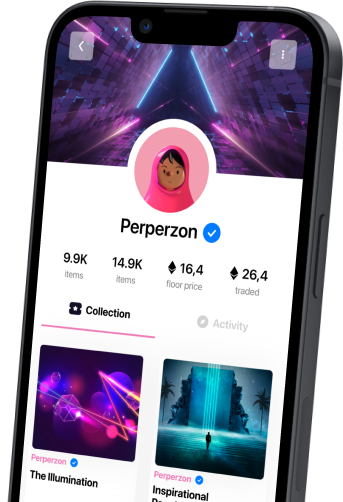 Perperzon
9.9K
items
14.9K
items
16,4
floor price
26,4
traded
Collection
Activity
Perperzon
The Illumination
Perperzon
Inspirational